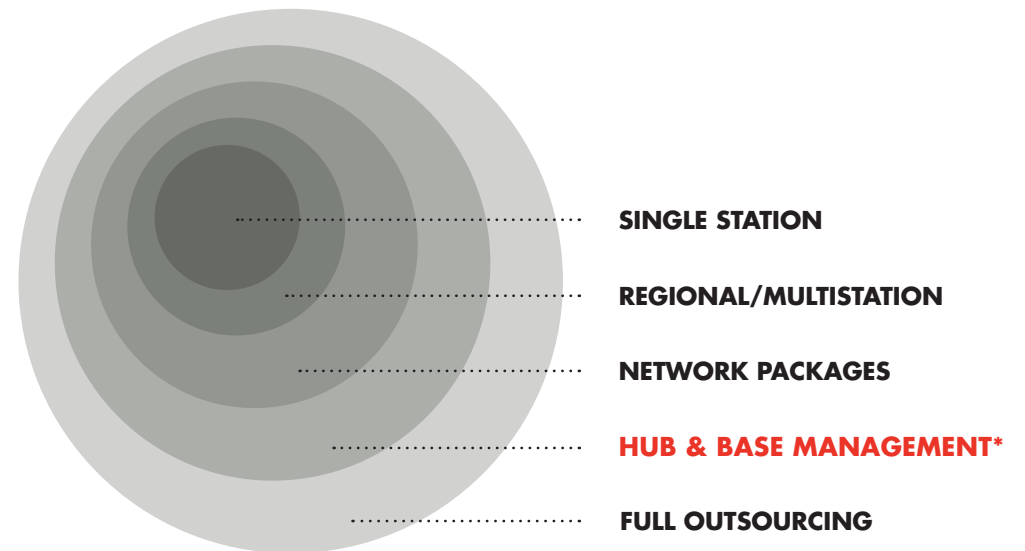 SINGLE STATION
REGIONAL/MULTISTATION
NETWORK PACKAGES
HUB & BASE MANAGEMENT*
FULL OUTSOURCING